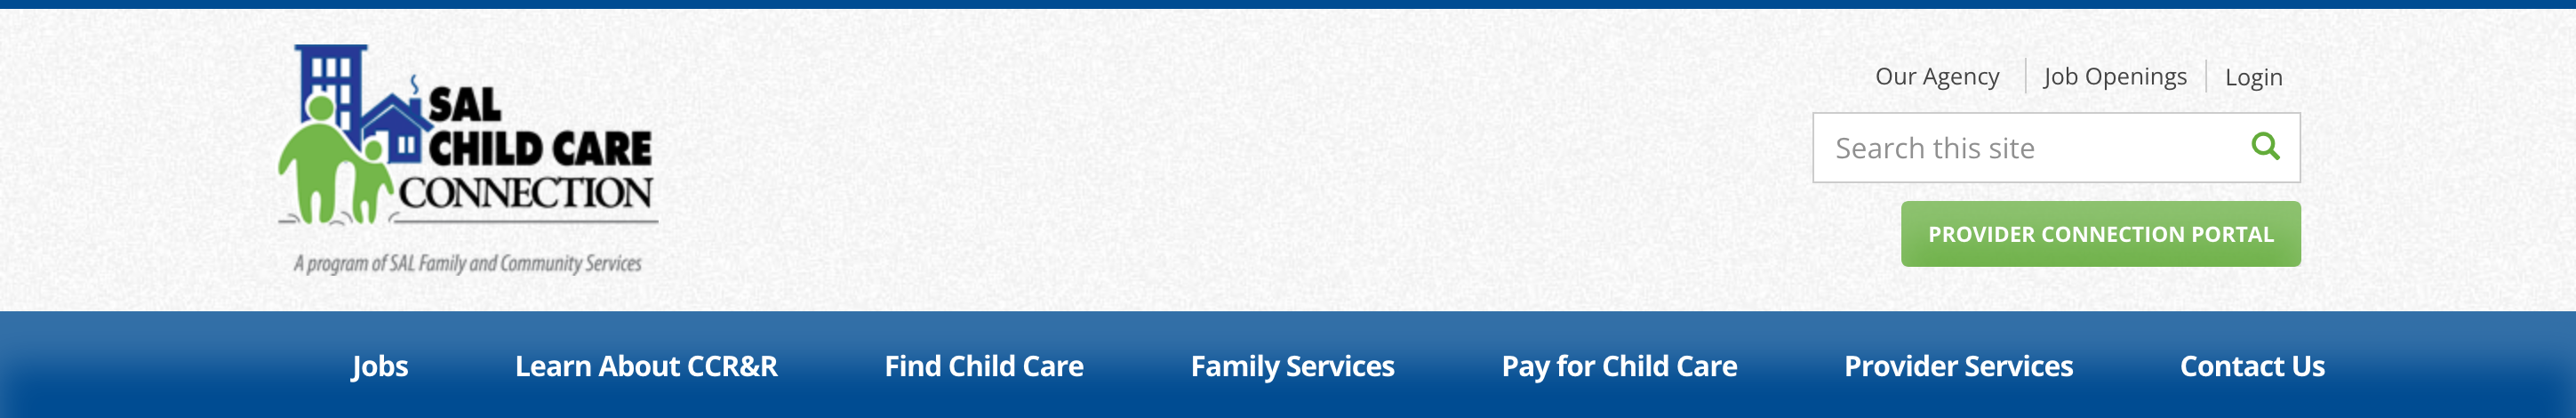 SAL
CHILD CARE
CONNECTION
A program of SAL Family and Community Services
Our Agency
Job Openings
Login
Search this site
PROVIDER CONNECTION PORTAL
Jobs
Learn About CCR&R
Find Child Care
Family Services
Pay for Child Care
Provider Services
Contact Us